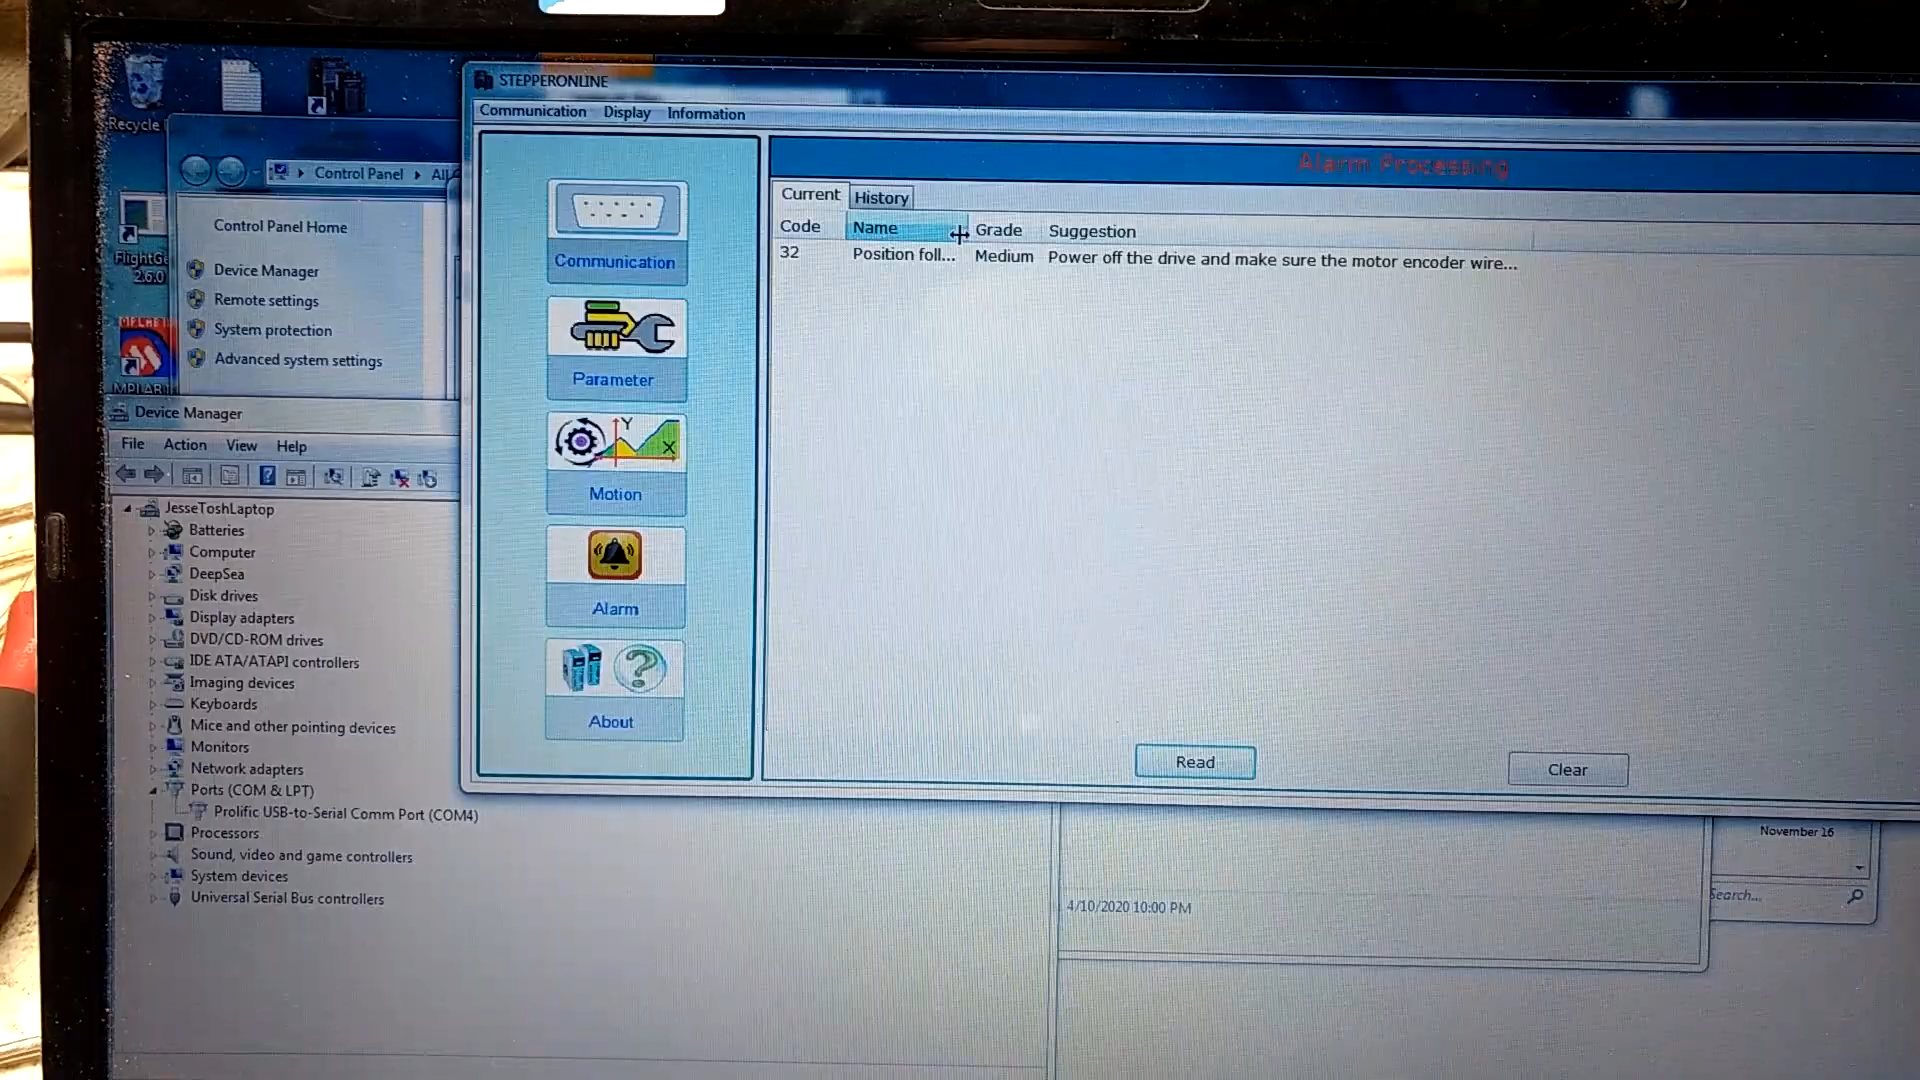 STEPPERONLINE
Communication Display Information
Recycle
Control Panel
Control Panel Home
Device Manager
Remote settings
System protection
Advanced system settings
2.6.0
Device Manager
File Action View Help
JesseToshLaptop
Batteries
Computer
DeepSea
Disk drives
Display adapters
DVD/CD-ROM drives
IDE ATA/ATAPI controllers
Imaging devices
Keyboards
Mice and other pointing devices
Monitors
Network adapters
Ports (COM & LPT)
Prolific USB-to-Serial Comm Port (COM4)
Processors
Sound, video and game controllers
System devices
Universal Serial Bus controllers
Communication
Parameter
Y
X
Motion
Alarm
About
Alarm Processing
Current History
Code Name Grade Suggestion
32 Position foll... Medium Power off the drive and make sure the motor encoder wire...
Read Clear
November 16
Search...
4/10/2020 10:00 PM